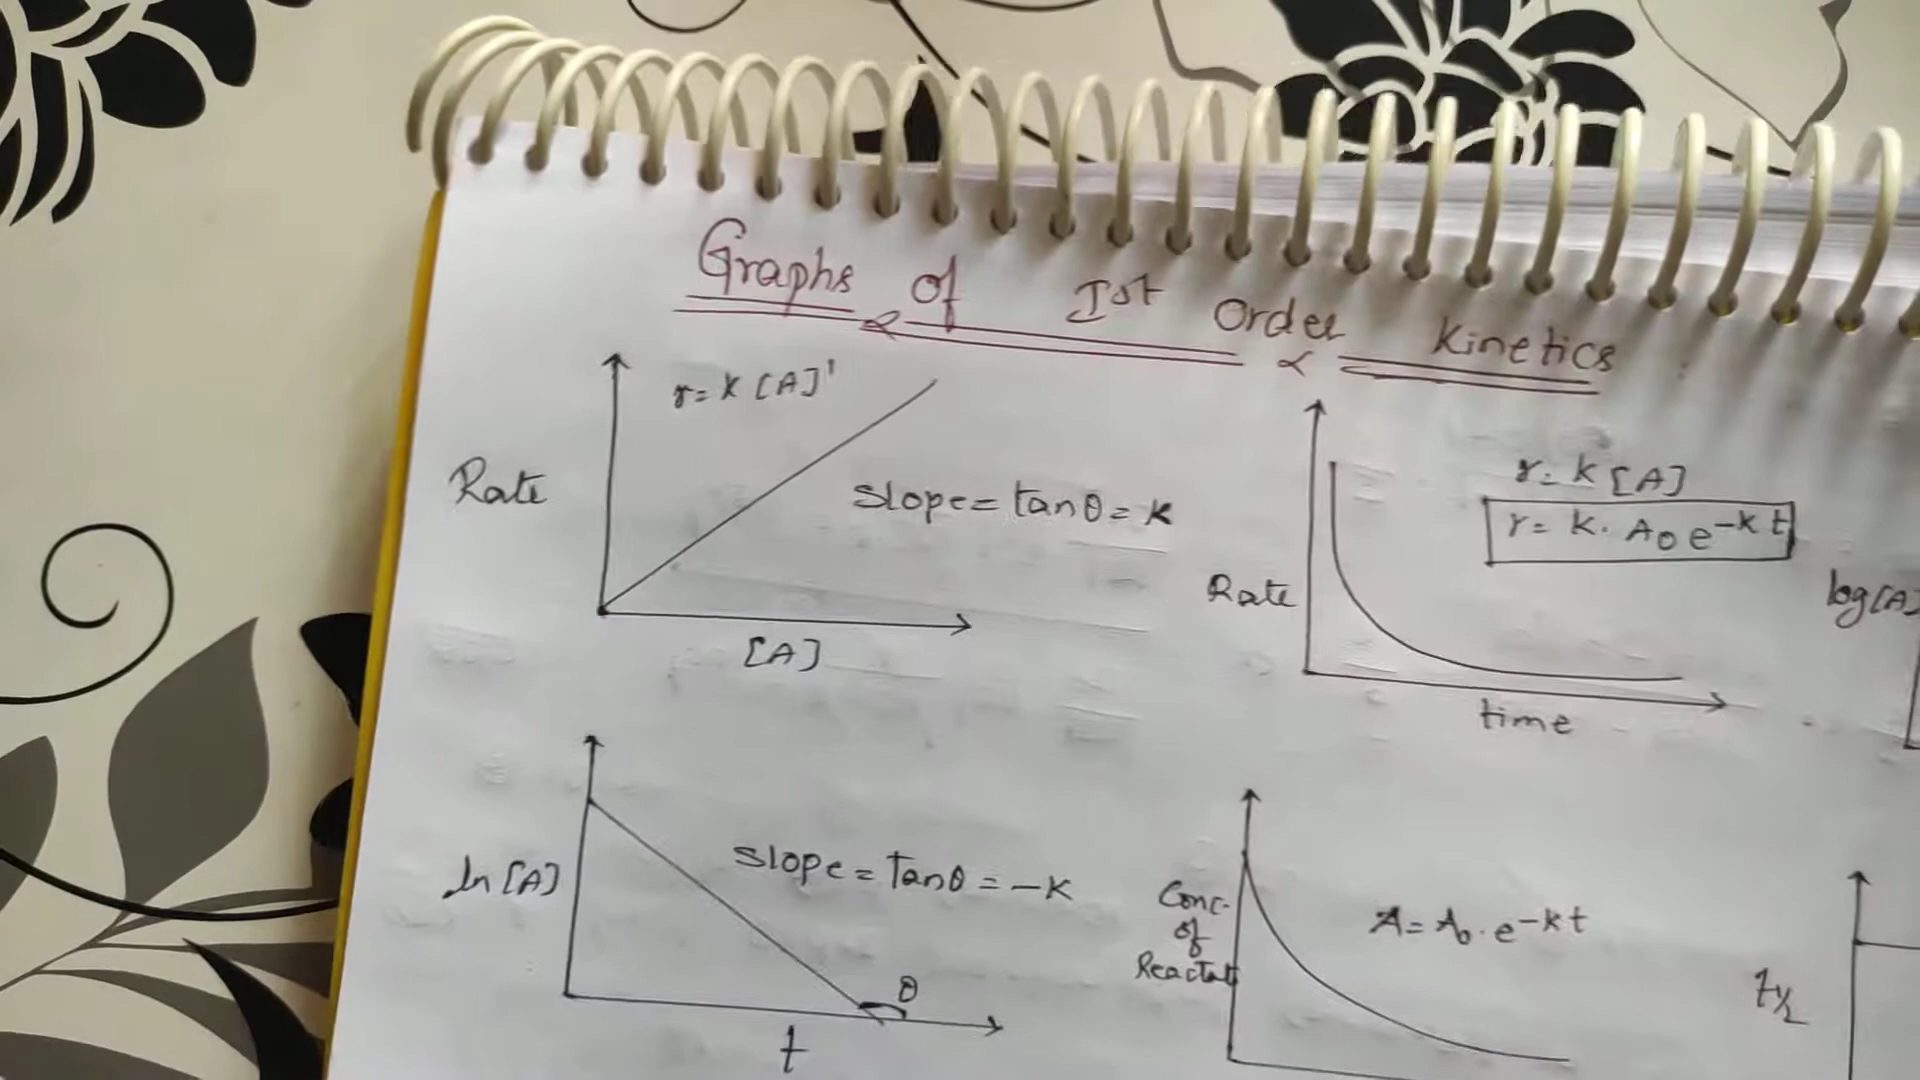 Graphs of Ist Order Kinetics
r = K [A]¹
Rate
Slope = tanθ = K
[A]
r = K [A]
r = K. A₀ e^-Kt
Rate
time
log[A]
ln [A]
Slope = Tanθ = -K
θ
t
Conc.
of
A = A₀. e^-Kt
t½